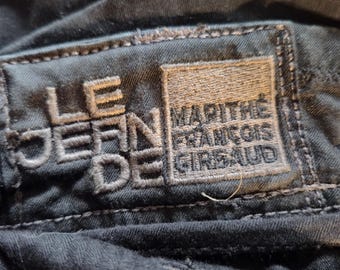 LE
JEAN
DE
MARITHÉ
FRANÇOIS
GIRBAUD